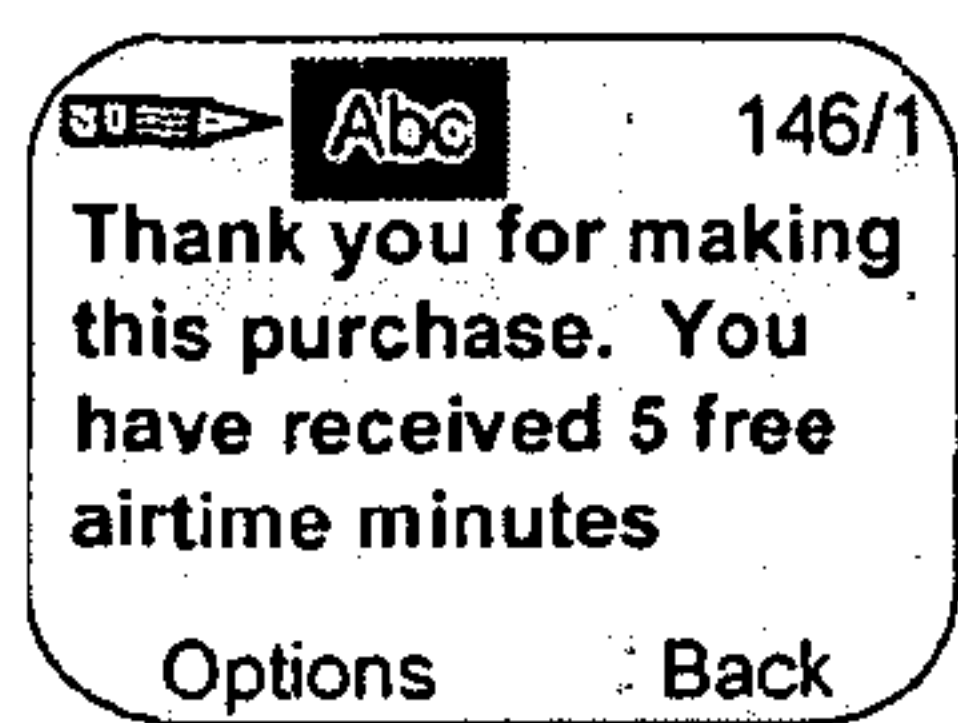 Abc 146/1
Thank you for making
this purchase. You
have received 5 free
airtime minutes
Options Back